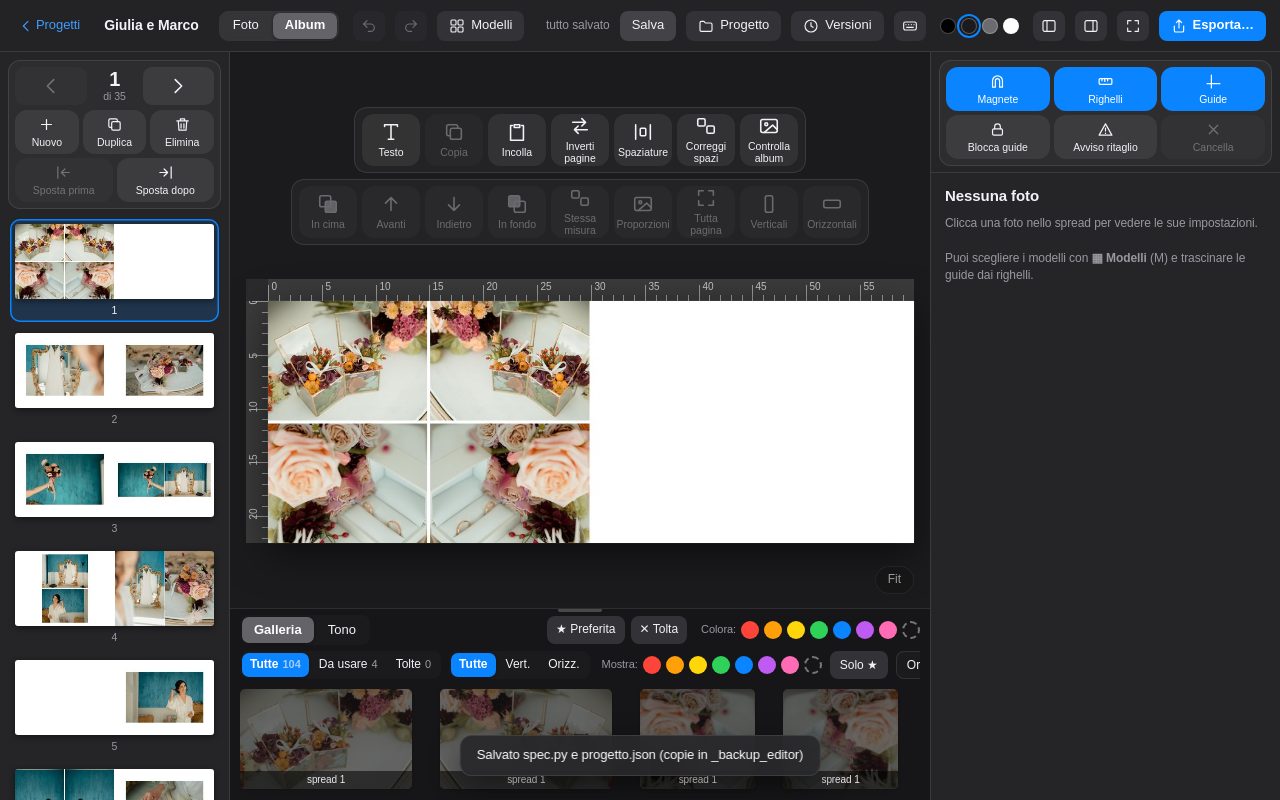 Progetti
Giulia e Marco
Foto
Album
Modelli
tutto salvato
Salva
Progetto
Versioni
Esporta…
1
di 35
Nuovo
Duplica
Elimina
Sposta prima
Sposta dopo
1
2
3
4
5
Testo
Copia
Incolla
Inverti pagine
Spaziature
Correggi spazi
Controlla album
In cima
Avanti
Indietro
In fondo
Stessa misura
Proporzioni
Tutta pagina
Verticali
Orizzontali
0 5 10 15 20 25 30 35 40 45 50 55
0 5 10 15 20
Fit
Galleria
Tono
★ Preferita
✕ Tolta
Colora:
Tutte 104
Da usare 4
Tolte 0
Tutte
Vert.
Orizz.
Mostra:
Solo ★
Or
spread 1
spread 1
spread 1
spread 1
Salvato spec.py e progetto.json (copie in _backup_editor)
Magnete
Righelli
Guide
Blocca guide
Avviso ritaglio
Cancella
Nessuna foto
Clicca una foto nello spread per vedere le sue impostazioni.
Puoi scegliere i modelli con ▦ Modelli (M) e trascinare le
guide dai righelli.